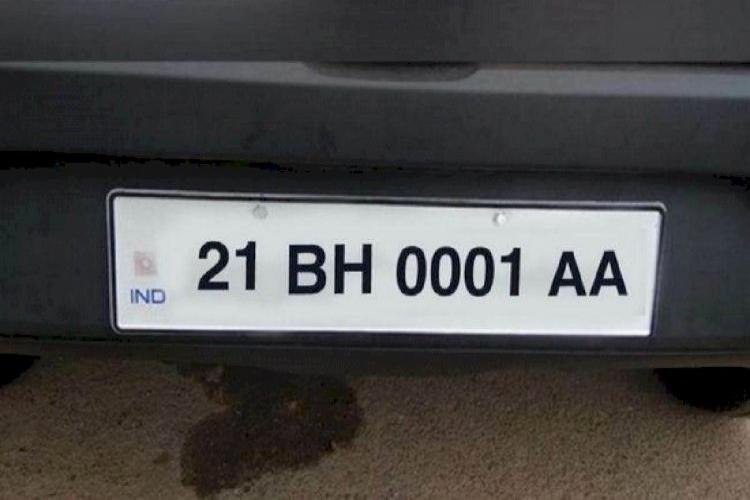 21 BH 0001 AA
IND